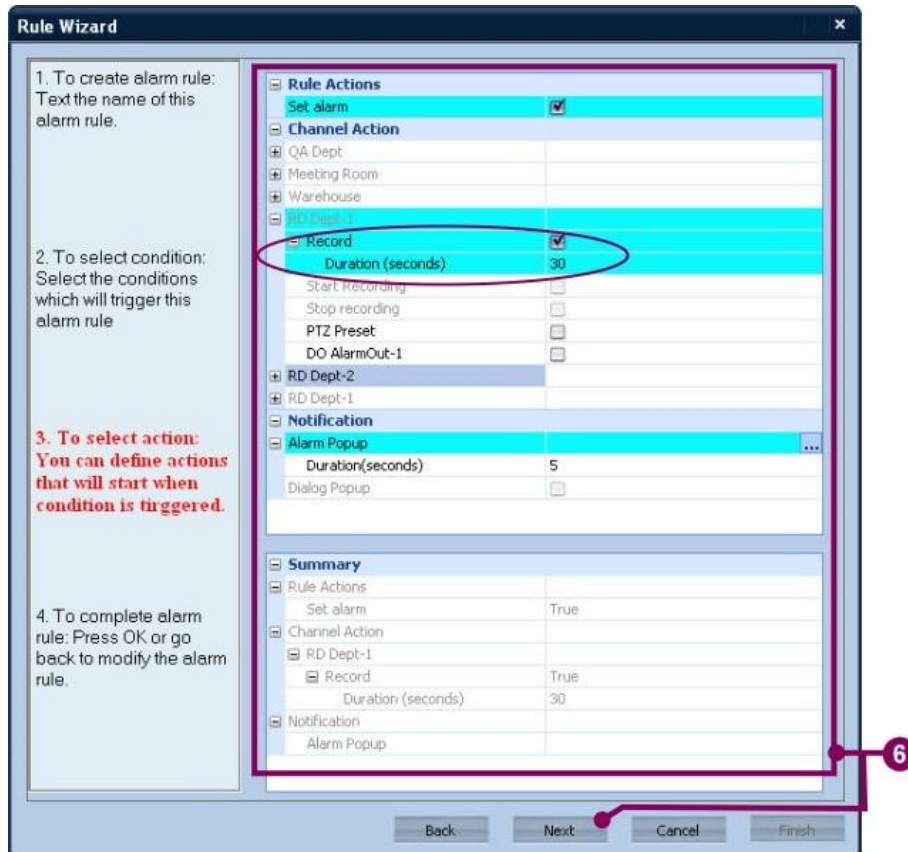 Rule Wizard
1. To create alarm rule:
Text the name of this
alarm rule.
2. To select condition:
Select the conditions
which will trigger this
alarm rule
3. To select action:
You can define actions
that will start when
condition is tirggered.
4. To complete alarm
rule: Press OK or go
back to modify the alarm
rule.
Rule Actions
Set alarm
Channel Action
QA Dept
Meeting Room
Warehouse
RD Dept-1
Record
Duration (seconds) 30
Start Recording
Stop recording
PTZ Preset
DO AlarmOut-1
RD Dept-2
RD Dept-1
Notification
Alarm Popup ...
Duration(seconds) 5
Dialog Popup
Summary
Rule Actions
Set alarm True
Channel Action
RD Dept-1
Record True
Duration (seconds) 30
Notification
Alarm Popup
6
Back Next Cancel Finish